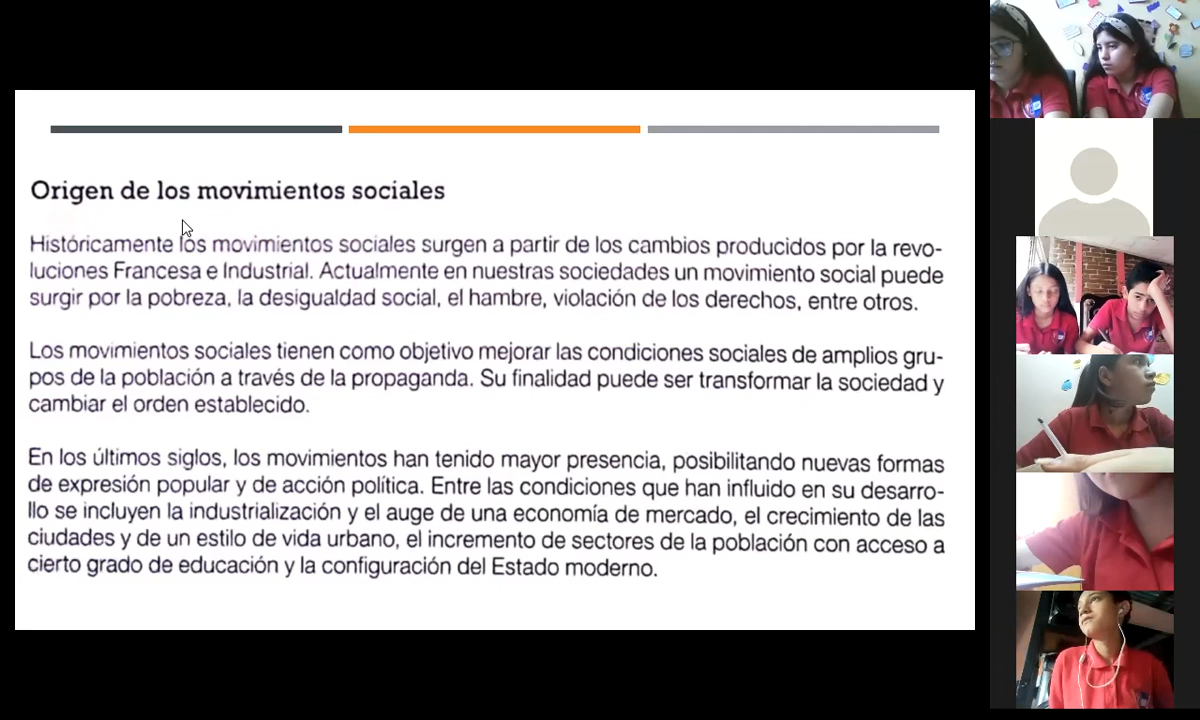 Origen de los movimientos sociales
Históricamente los movimientos sociales surgen a partir de los cambios producidos por la revo-
luciones Francesa e Industrial. Actualmente en nuestras sociedades un movimiento social puede
surgir por la pobreza, la desigualdad social, el hambre, violación de los derechos, entre otros.
Los movimientos sociales tienen como objetivo mejorar las condiciones sociales de amplios gru-
pos de la población a través de la propaganda. Su finalidad puede ser transformar la sociedad y
cambiar el orden establecido.
En los últimos siglos, los movimientos han tenido mayor presencia, posibilitando nuevas formas
de expresión popular y de acción política. Entre las condiciones que han influido en su desarro-
llo se incluyen la industrialización y el auge de una economía de mercado, el crecimiento de las
ciudades y de un estilo de vida urbano, el incremento de sectores de la población con acceso a
cierto grado de educación y la configuración del Estado moderno.